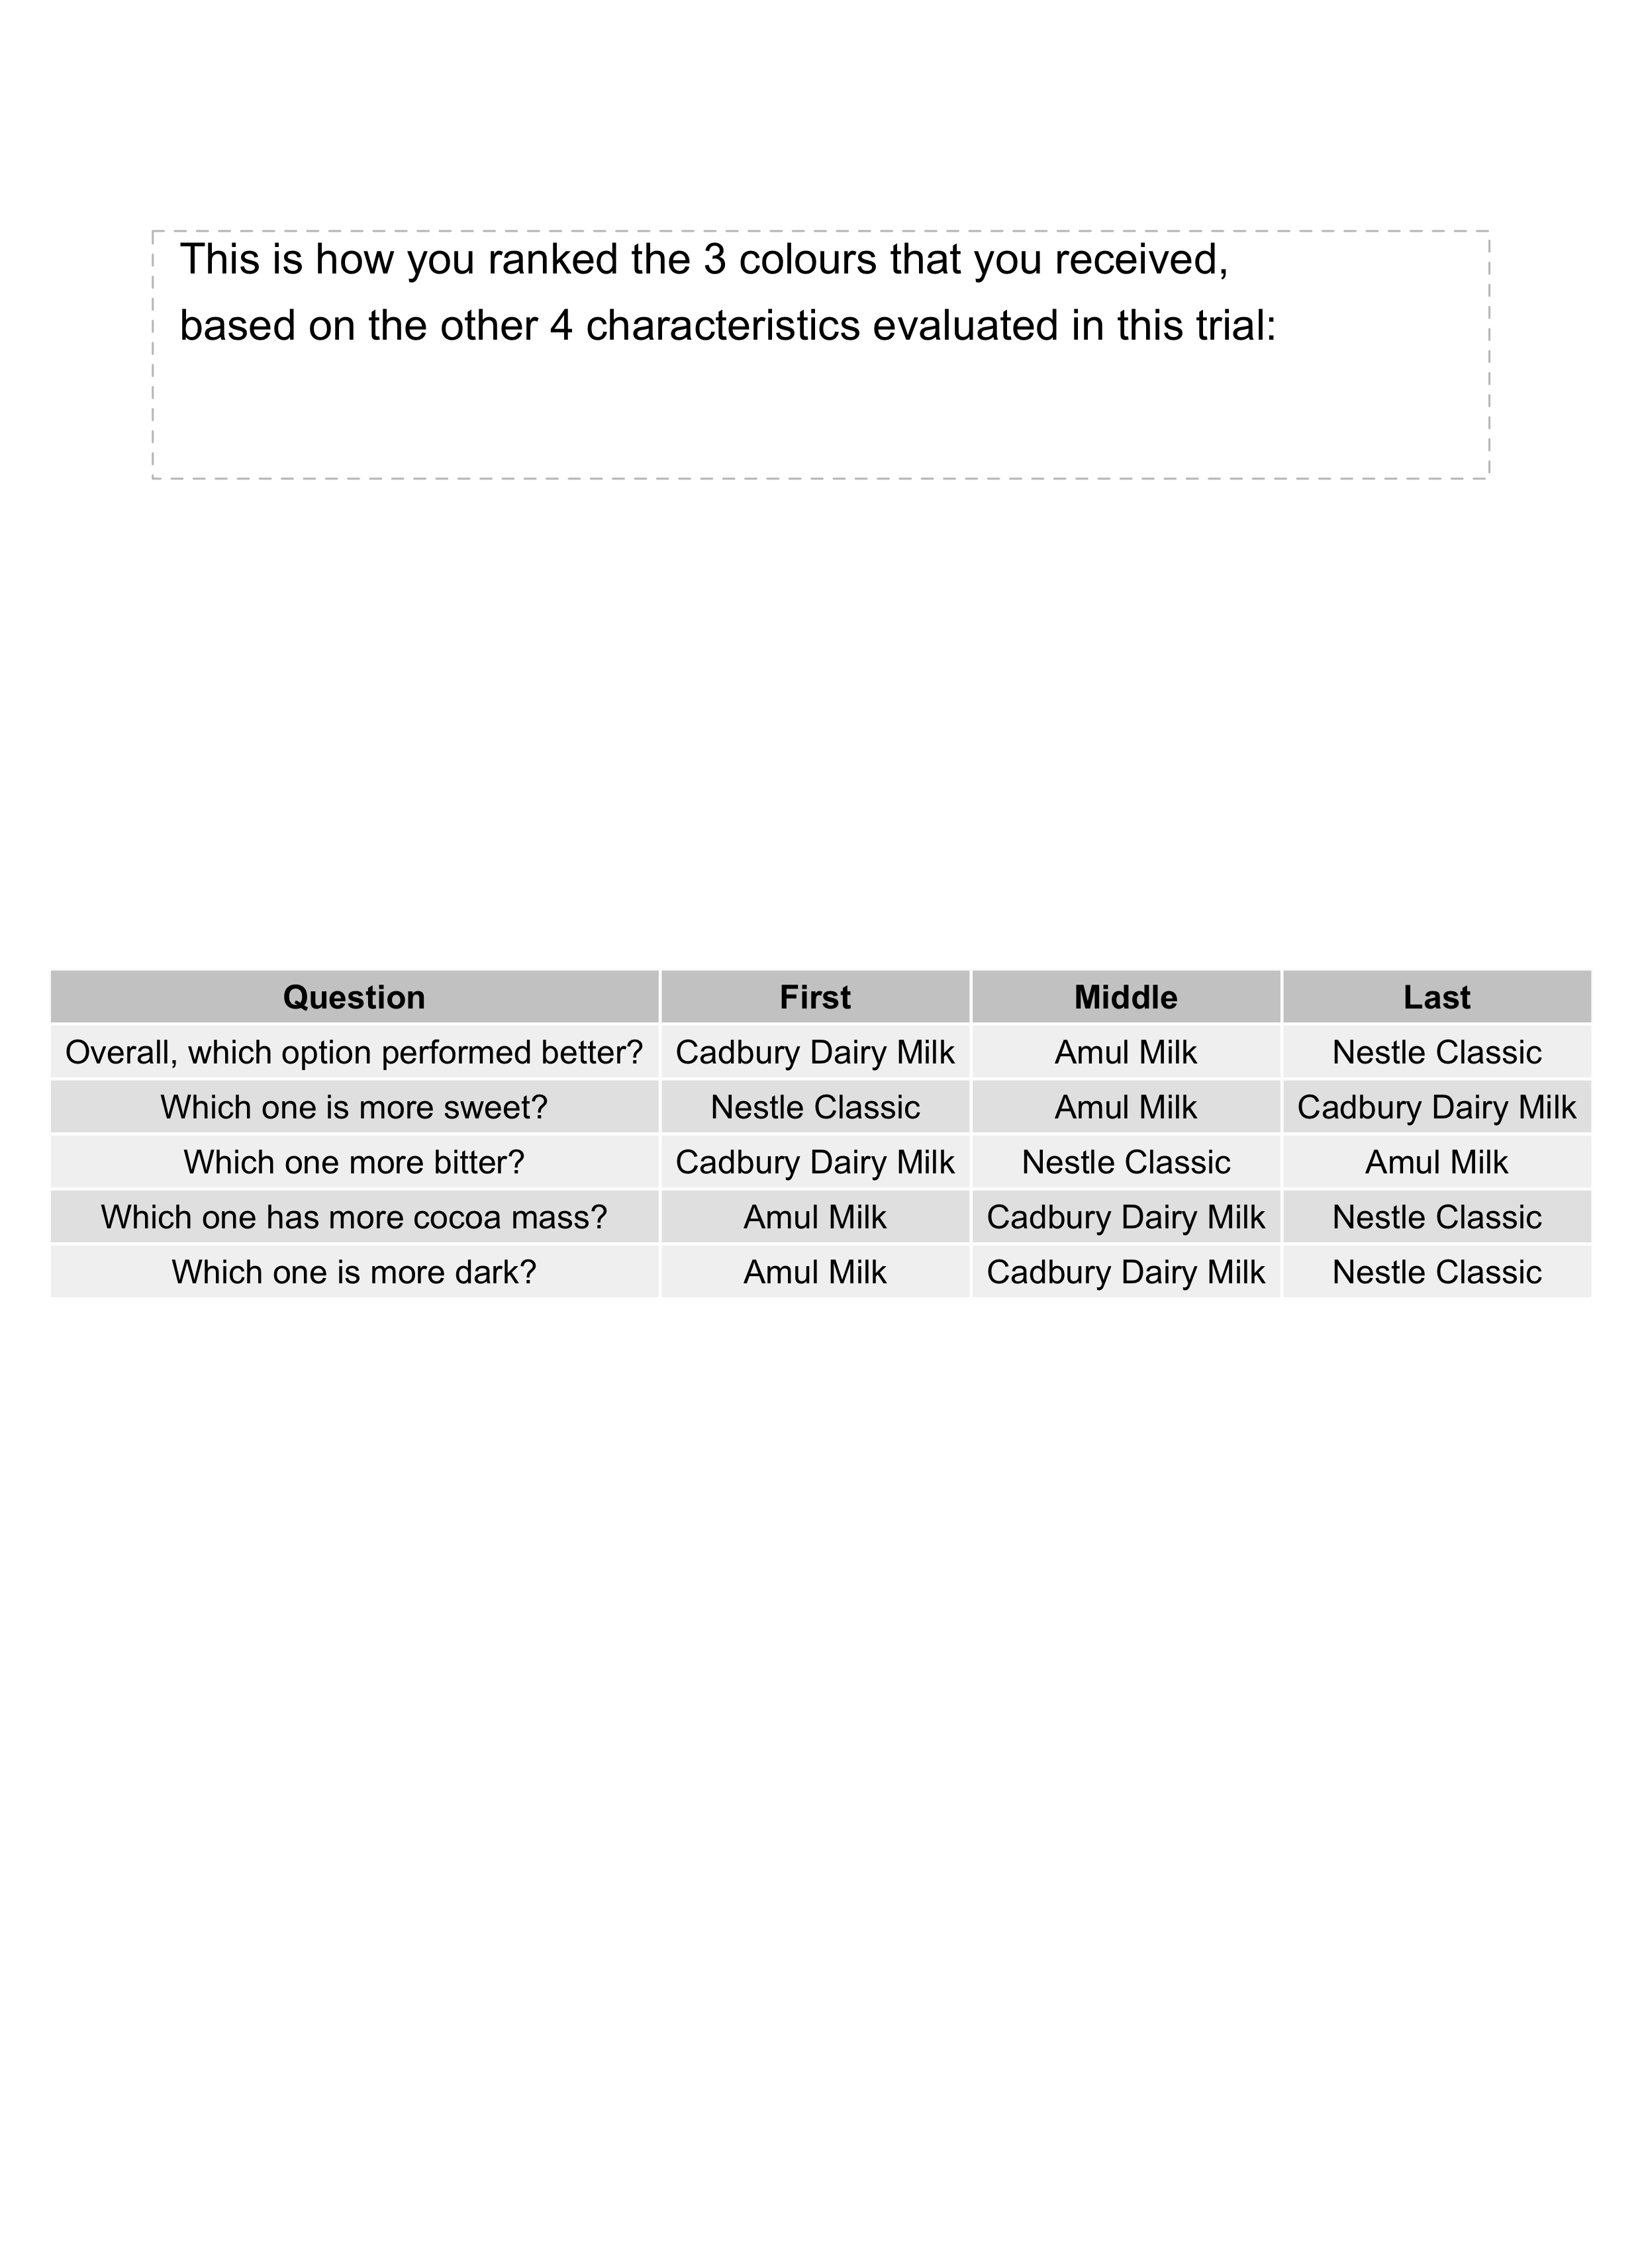 This is how you ranked the 3 colours that you received,
based on the other 4 characteristics evaluated in this trial:
Question First Middle Last
Overall, which option performed better? Cadbury Dairy Milk Amul Milk Nestle Classic
Which one is more sweet? Nestle Classic Amul Milk Cadbury Dairy Milk
Which one more bitter? Cadbury Dairy Milk Nestle Classic Amul Milk
Which one has more cocoa mass? Amul Milk Cadbury Dairy Milk Nestle Classic
Which one is more dark? Amul Milk Cadbury Dairy Milk Nestle Classic